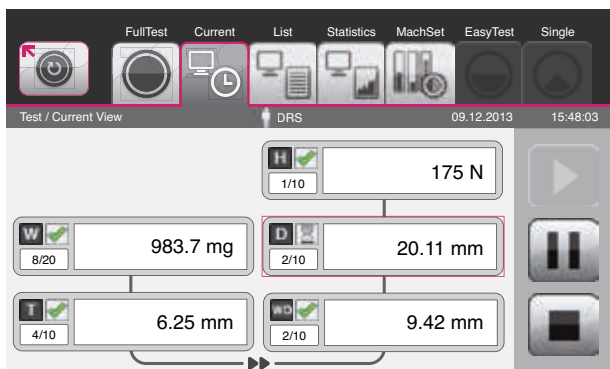 FullTest Current List Statistics MachSet EasyTest Single
Test / Current View DRS 09.12.2013 15:48:03
H 175 N
1/10
W 983.7 mg D 20.11 mm
8/20 2/10
T 6.25 mm WD 9.42 mm
4/10 2/10